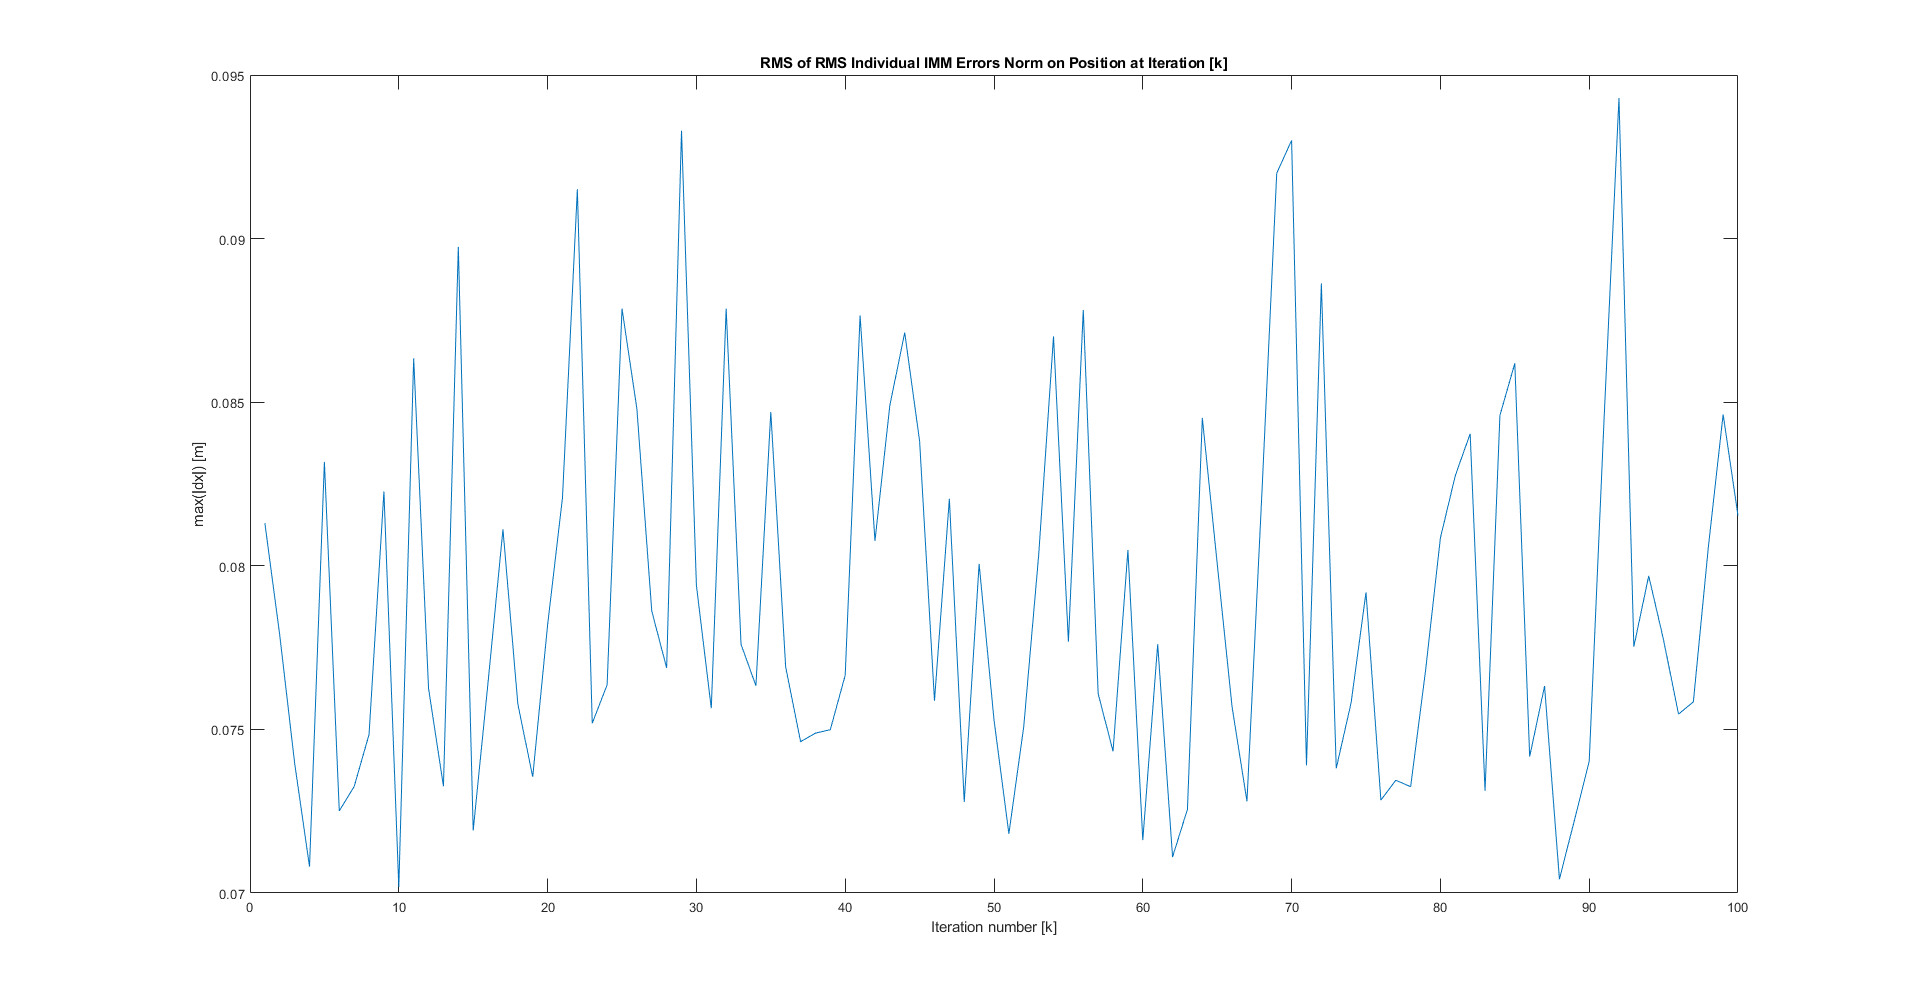 RMS of RMS Individual IMM Errors Norm on Position at Iteration [k]
0.095
0.09
0.085
0.08
0.075
0.07
max(|dx|) [m]
0 10 20 30 40 50 60 70 80 90 100
Iteration number [k]